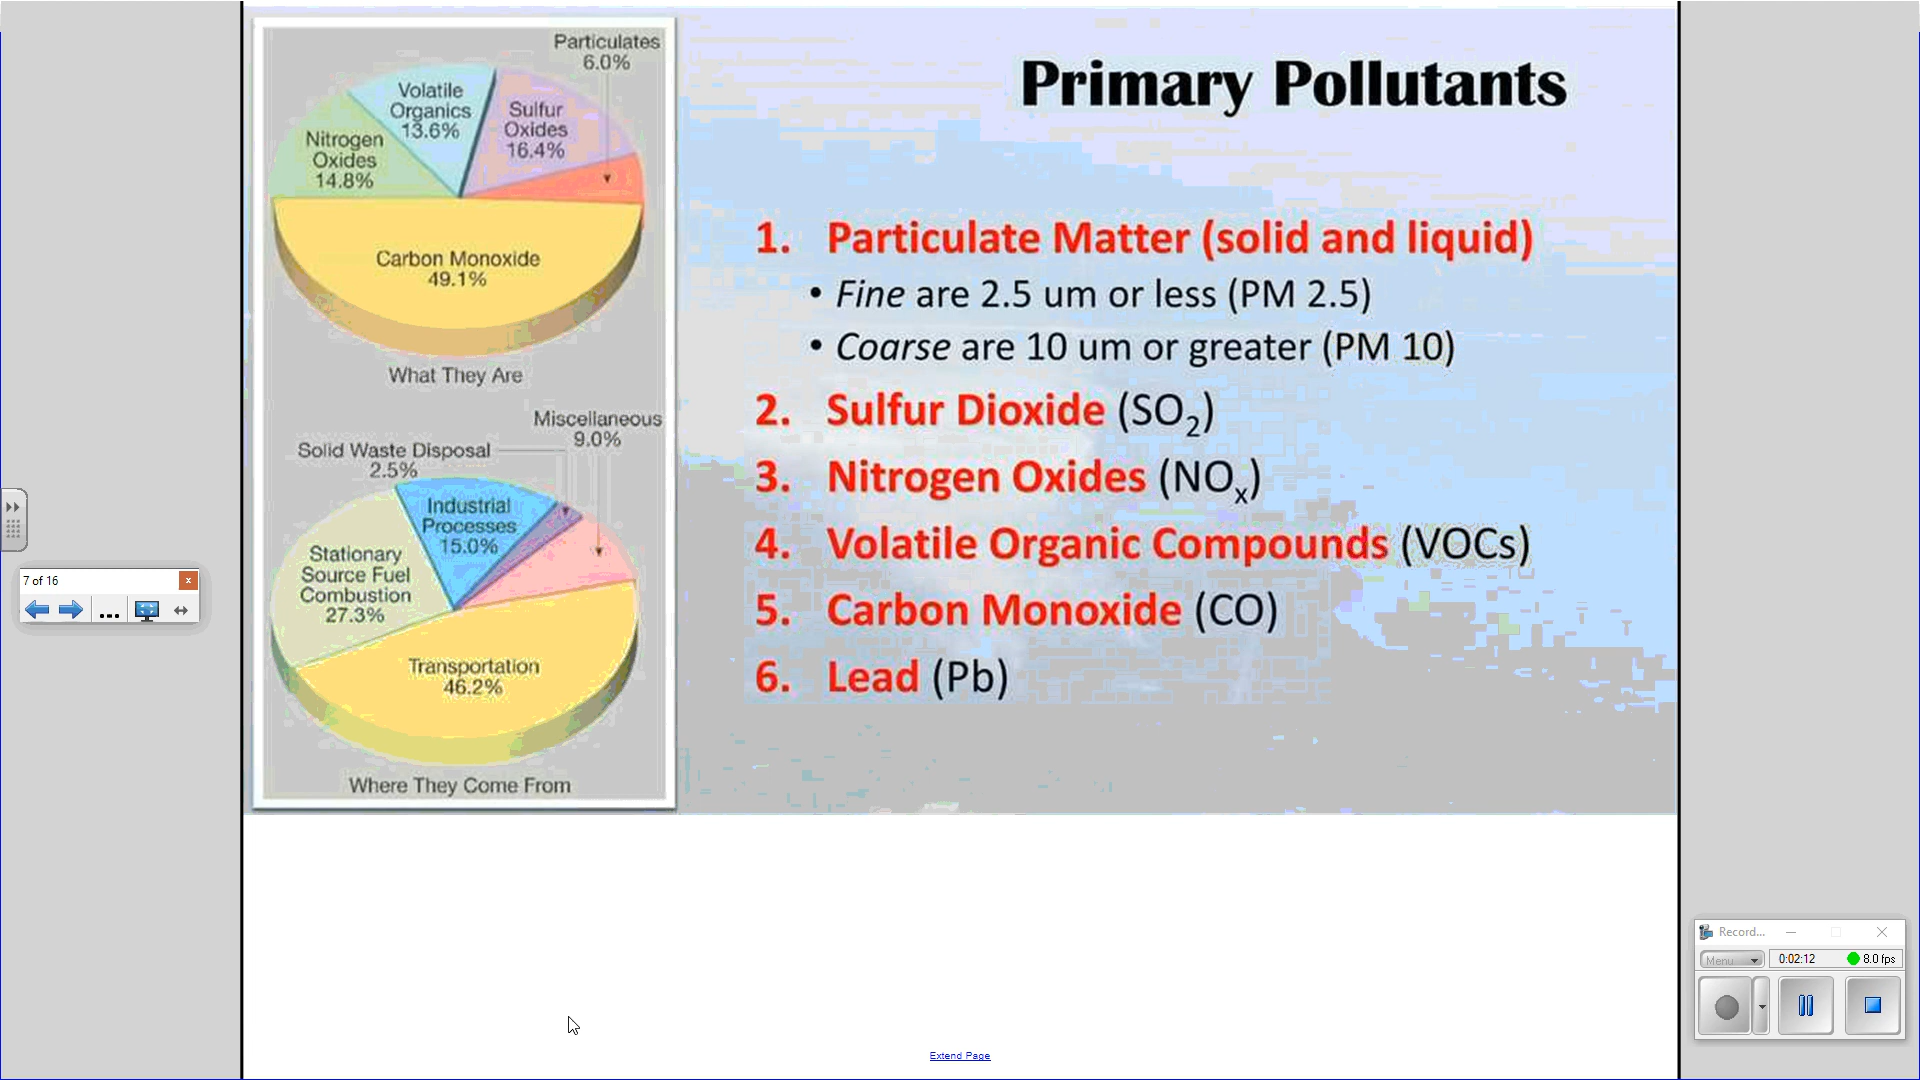 Particulates
6.0%
Volatile
Organics
13.6%
Sulfur
Oxides
16.4%
Nitrogen
Oxides
14.8%
Carbon Monoxide
49.1%
What They Are
Miscellaneous
9.0%
Solid Waste Disposal
2.5%
Industrial
Processes
15.0%
Stationary
Source Fuel
Combustion
27.3%
Transportation
46.2%
Where They Come From
Primary Pollutants
1. Particulate Matter (solid and liquid)
• Fine are 2.5 um or less (PM 2.5)
• Coarse are 10 um or greater (PM 10)
2. Sulfur Dioxide (SO₂)
3. Nitrogen Oxides (NOₓ)
4. Volatile Organic Compounds (VOCs)
5. Carbon Monoxide (CO)
6. Lead (Pb)
7 of 16
...
Record...
Menu
0:02:12
8.0 fps
Extend Page